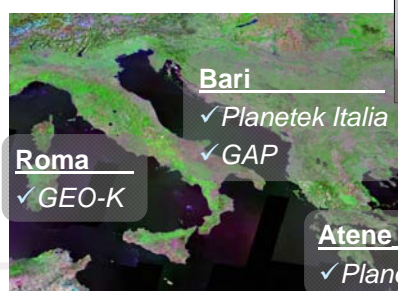 Bari
✓Planetek Italia
✓GAP
Roma
✓GEO-K
Atene